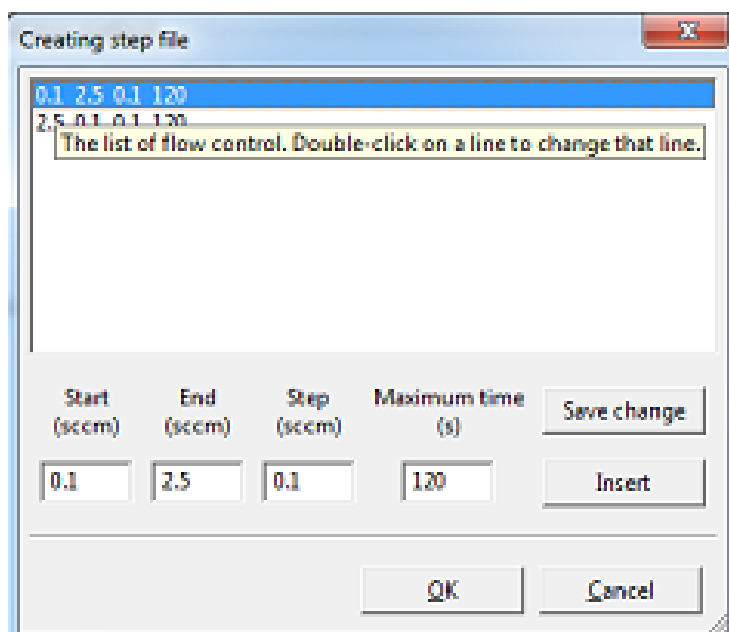 Creating step file
0.1 2.5 0.1 120
2.5 0.1 0.1 120
The list of flow control. Double-click on a line to change that line.
Start (sccm)
End (sccm)
Step (sccm)
Maximum time (s)
Save change
0.1
2.5
0.1
120
Insert
OK
Cancel